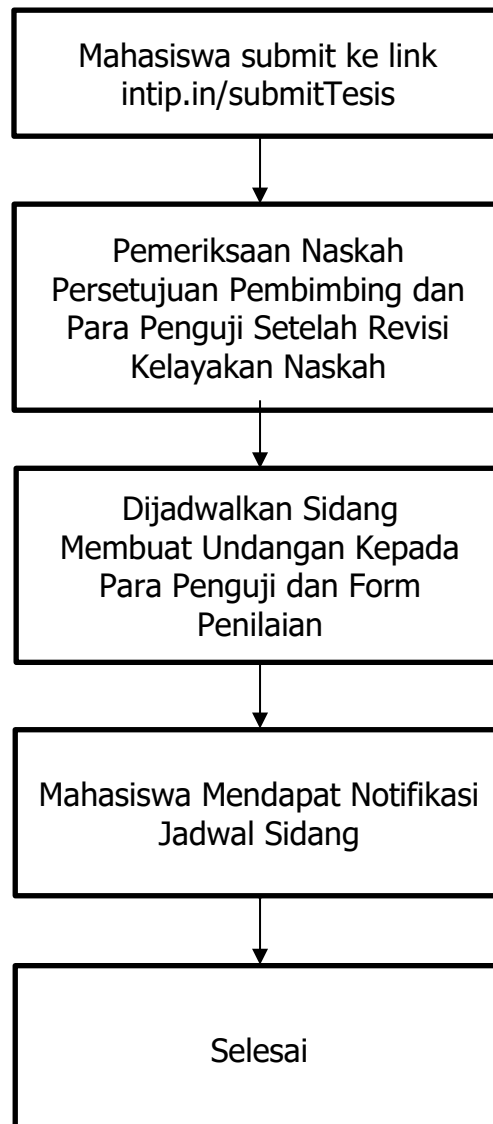 Mahasiswa submit ke link
intip.in/submitTesis
Pemeriksaan Naskah
Persetujuan Pembimbing dan
Para Penguji Setelah Revisi
Kelayakan Naskah
Dijadwalkan Sidang
Membuat Undangan Kepada
Para Penguji dan Form
Penilaian
Mahasiswa Mendapat Notifikasi
Jadwal Sidang
Selesai